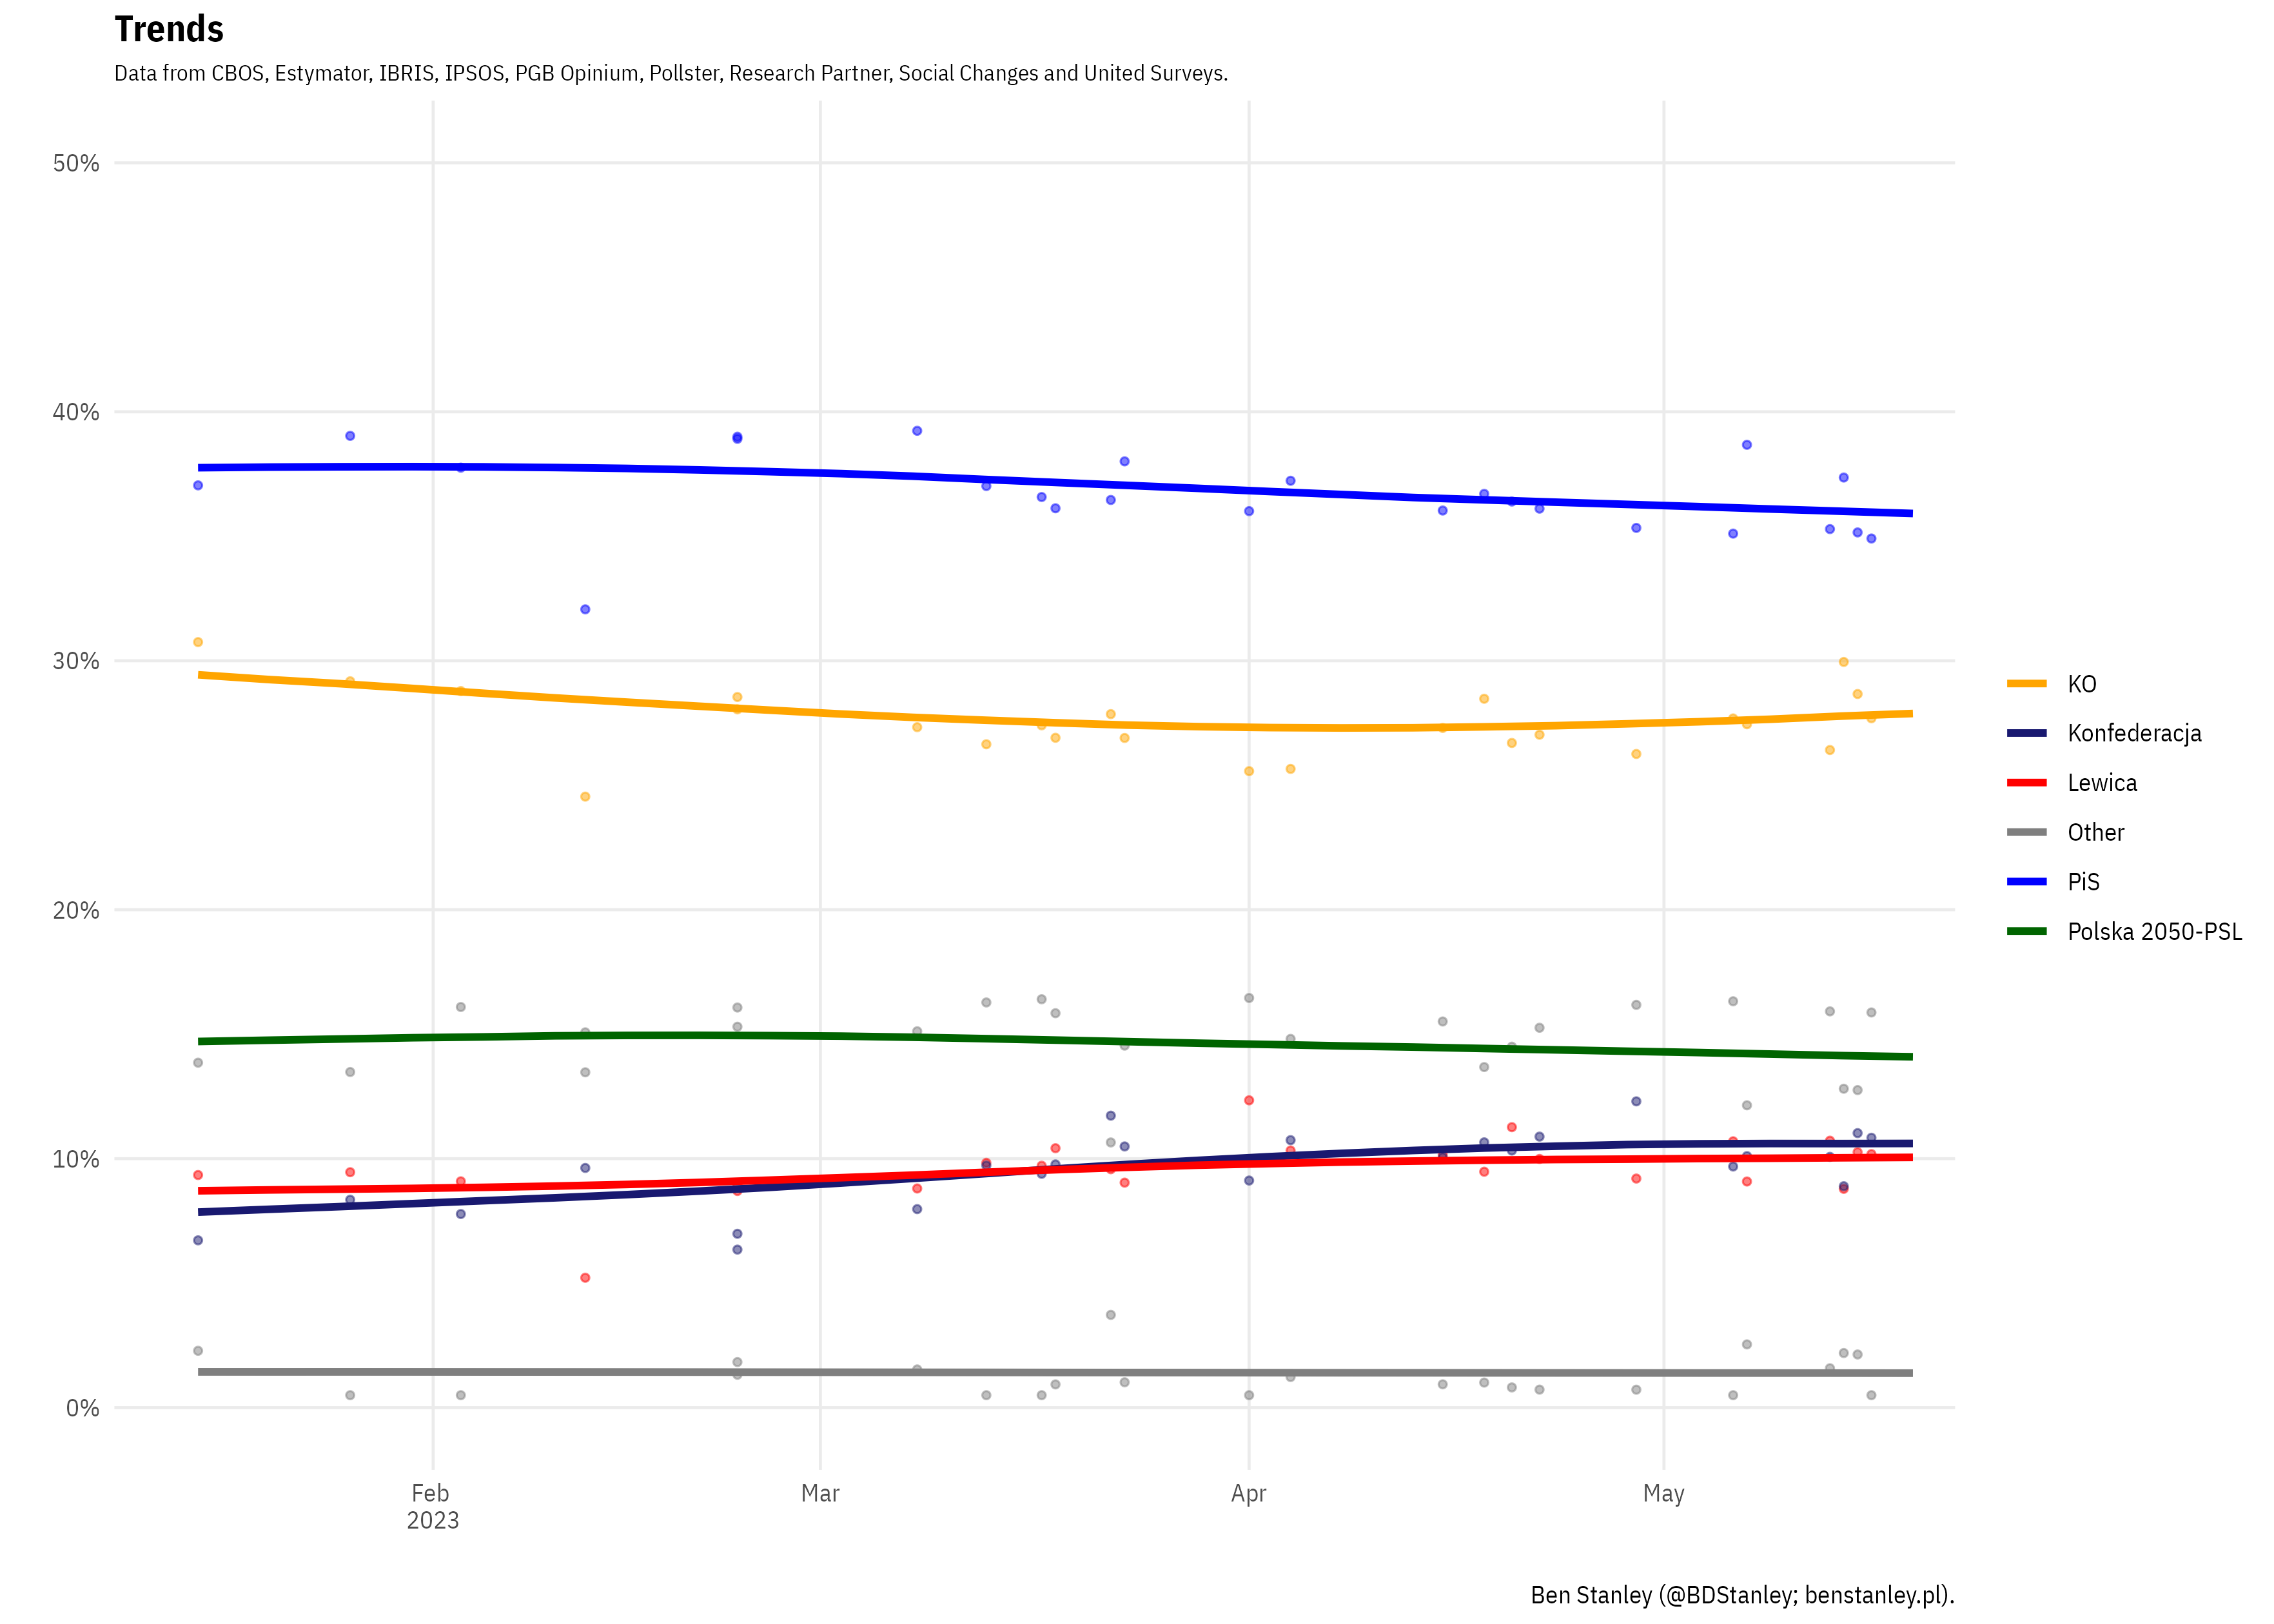 Trends
Data from CBOS, Estymator, IBRIS, IPSOS, PGB Opinium, Pollster, Research Partner, Social Changes and United Surveys.
50%
40%
30%
20%
10%
0%
Feb
2023
Mar
Apr
May
KO
Konfederacja
Lewica
Other
PiS
Polska 2050-PSL
Ben Stanley (@BDStanley; benstanley.pl).